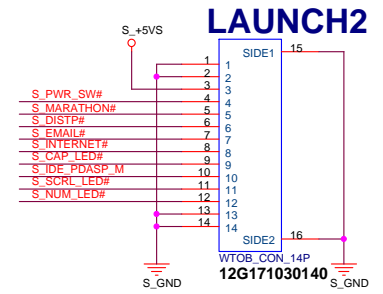 LAUNCH2
S_+5VS
SIDE1 15
1 1
2 2
3 3
S_PWR_SW# 4 4
S_MARATHON# 5 5
S_DISTP# 6 6
S_EMAIL# 7 7
S_INTERNET# 8 8
S_CAP_LED# 9 9
S_IDE_PDASP_M 10 10
S_SCRL_LED# 11 11
S_NUM_LED# 12 12
13 13
14 14
SIDE2 16
WTOB_CON_14P
12G171030140
S_GND S_GND